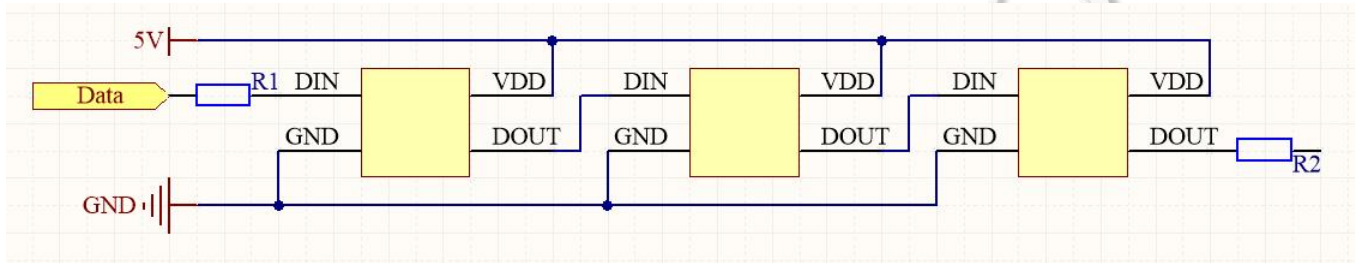 5V
Data R1 DIN VDD DIN VDD DIN VDD
GND DOUT GND DOUT GND DOUT R2
GND